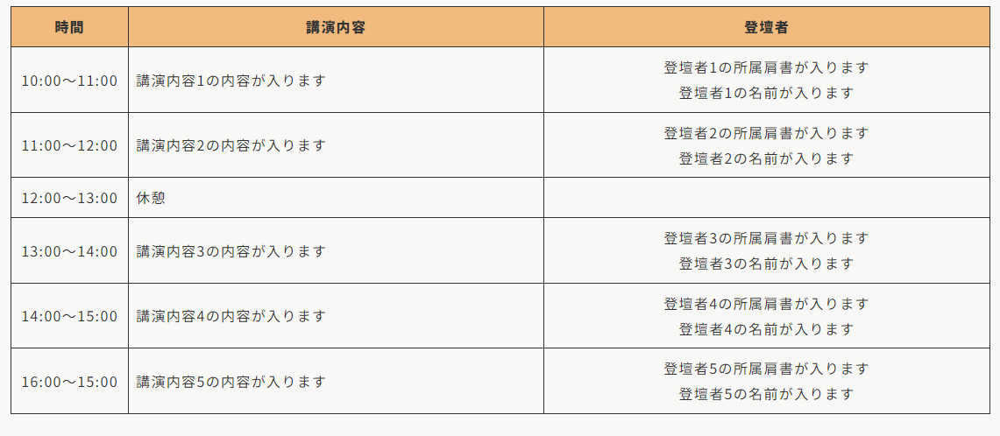 時間 講演内容 登壇者
10:00～11:00 講演内容1の内容が入ります 登壇者1の所属肩書が入ります
登壇者1の名前が入ります
11:00～12:00 講演内容2の内容が入ります 登壇者2の所属肩書が入ります
登壇者2の名前が入ります
12:00～13:00 休憩
13:00～14:00 講演内容3の内容が入ります 登壇者3の所属肩書が入ります
登壇者3の名前が入ります
14:00～15:00 講演内容4の内容が入ります 登壇者4の所属肩書が入ります
登壇者4の名前が入ります
16:00～15:00 講演内容5の内容が入ります 登壇者5の所属肩書が入ります
登壇者5の名前が入ります